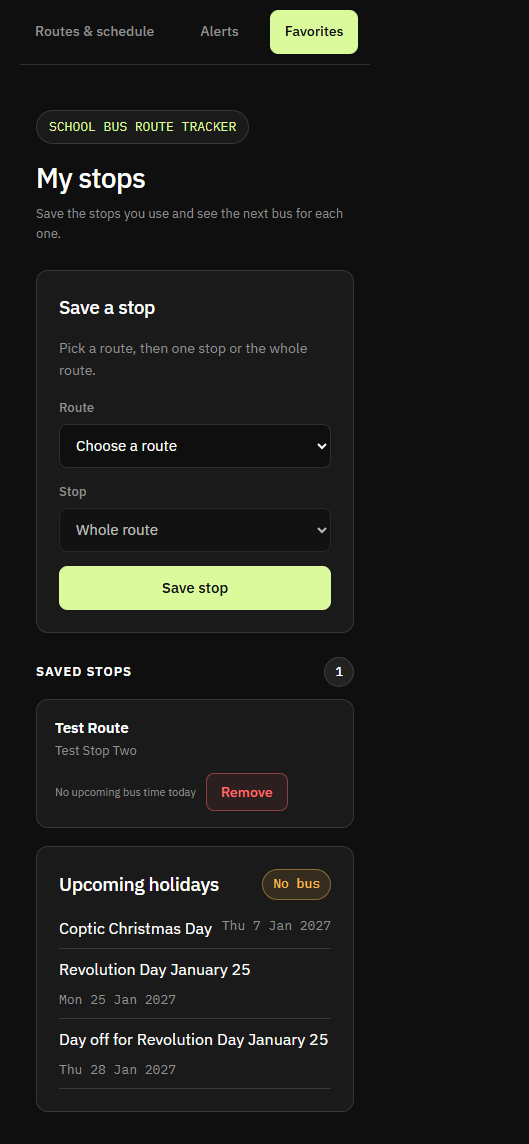 Routes & schedule Alerts Favorites
SCHOOL BUS ROUTE TRACKER
My stops
Save the stops you use and see the next bus for each
one.
Save a stop
Pick a route, then one stop or the whole
route.
Route
Choose a route
Stop
Whole route
Save stop
SAVED STOPS 1
Test Route
Test Stop Two
No upcoming bus time today Remove
Upcoming holidays No bus
Coptic Christmas Day Thu 7 Jan 2027
Revolution Day January 25
Mon 25 Jan 2027
Day off for Revolution Day January 25
Thu 28 Jan 2027